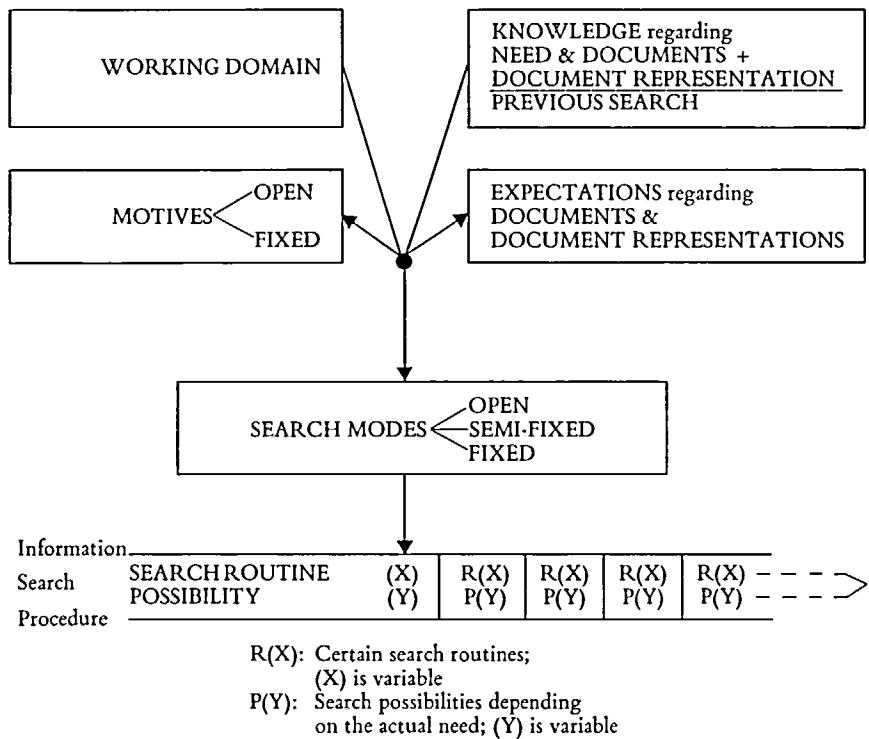 WORKING DOMAIN
KNOWLEDGE regarding
NEED & DOCUMENTS +
DOCUMENT REPRESENTATION
PREVIOUS SEARCH
MOTIVES
OPEN
FIXED
EXPECTATIONS regarding
DOCUMENTS &
DOCUMENT REPRESENTATIONS
SEARCH MODES
OPEN
SEMI-FIXED
FIXED
Information
Search
Procedure
SEARCH ROUTINE (X) R(X) R(X) R(X) R(X)
POSSIBILITY (Y) P(Y) P(Y) P(Y) P(Y)
R(X): Certain search routines;
(X) is variable
P(Y): Search possibilities depending
on the actual need; (Y) is variable